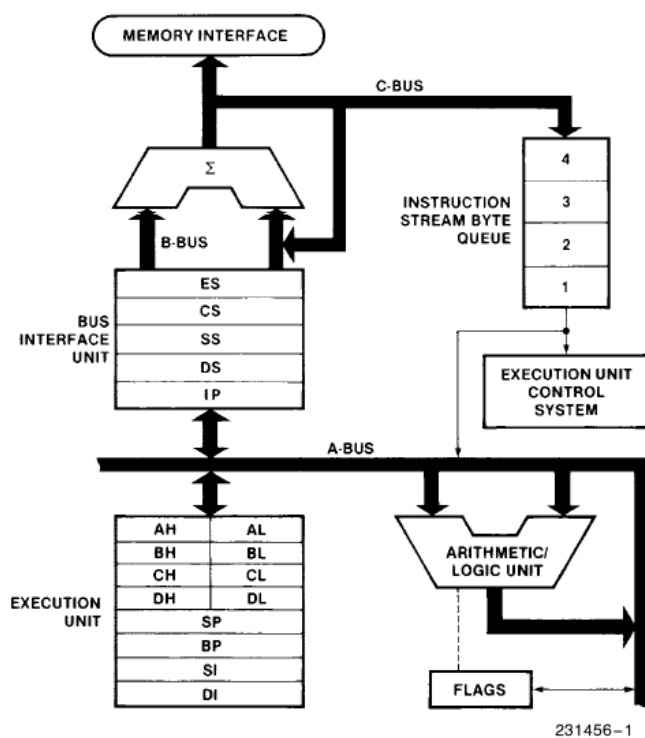 MEMORY INTERFACE
C-BUS
Σ
B-BUS
INSTRUCTION
STREAM BYTE
QUEUE
4
3
2
1
BUS
INTERFACE
UNIT
ES
CS
SS
DS
IP
EXECUTION UNIT
CONTROL
SYSTEM
A-BUS
EXECUTION
UNIT
AH AL
BH BL
CH CL
DH DL
SP
BP
SI
DI
ARITHMETIC/
LOGIC UNIT
FLAGS
231456–1